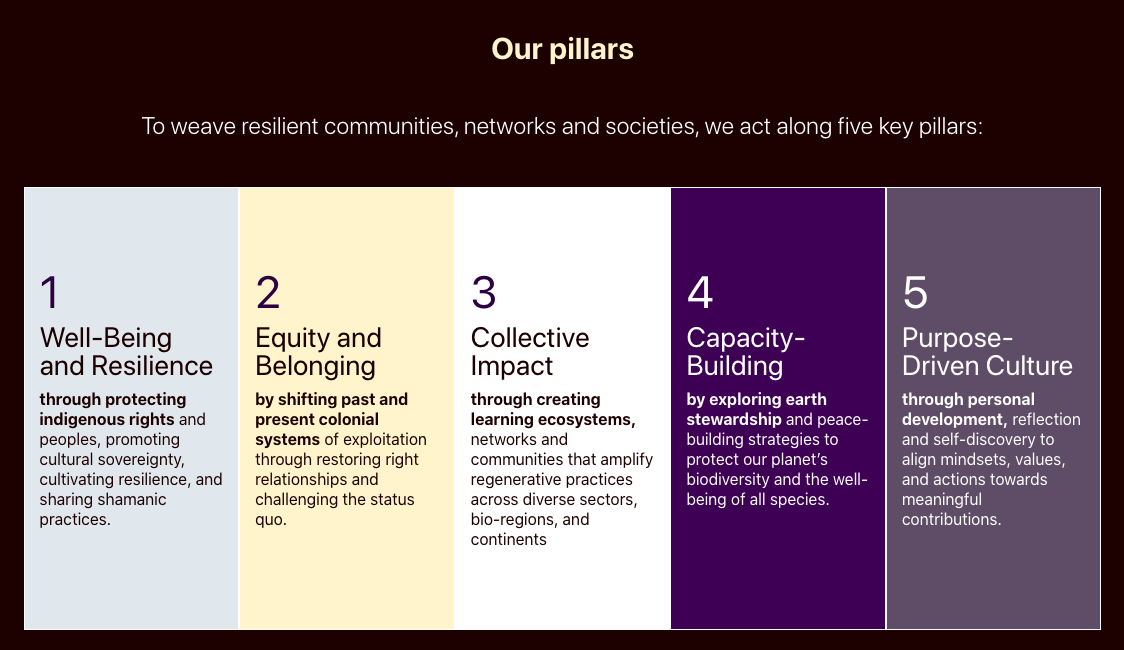 Our pillars
To weave resilient communities, networks and societies, we act along five key pillars:
1
Well-Being
and Resilience
through protecting
indigenous rights and
peoples, promoting
cultural sovereignty,
cultivating resilience, and
sharing shamanic
practices.
2
Equity and
Belonging
by shifting past and
present colonial
systems of exploitation
through restoring right
relationships and
challenging the status
quo.
3
Collective
Impact
through creating
learning ecosystems,
networks and
communities that amplify
regenerative practices
across diverse sectors,
bio-regions, and
continents
4
Capacity-
Building
by exploring earth
stewardship and peace-
building strategies to
protect our planet’s
biodiversity and the well-
being of all species.
5
Purpose-
Driven Culture
through personal
development, reflection
and self-discovery to
align mindsets, values,
and actions towards
meaningful
contributions.